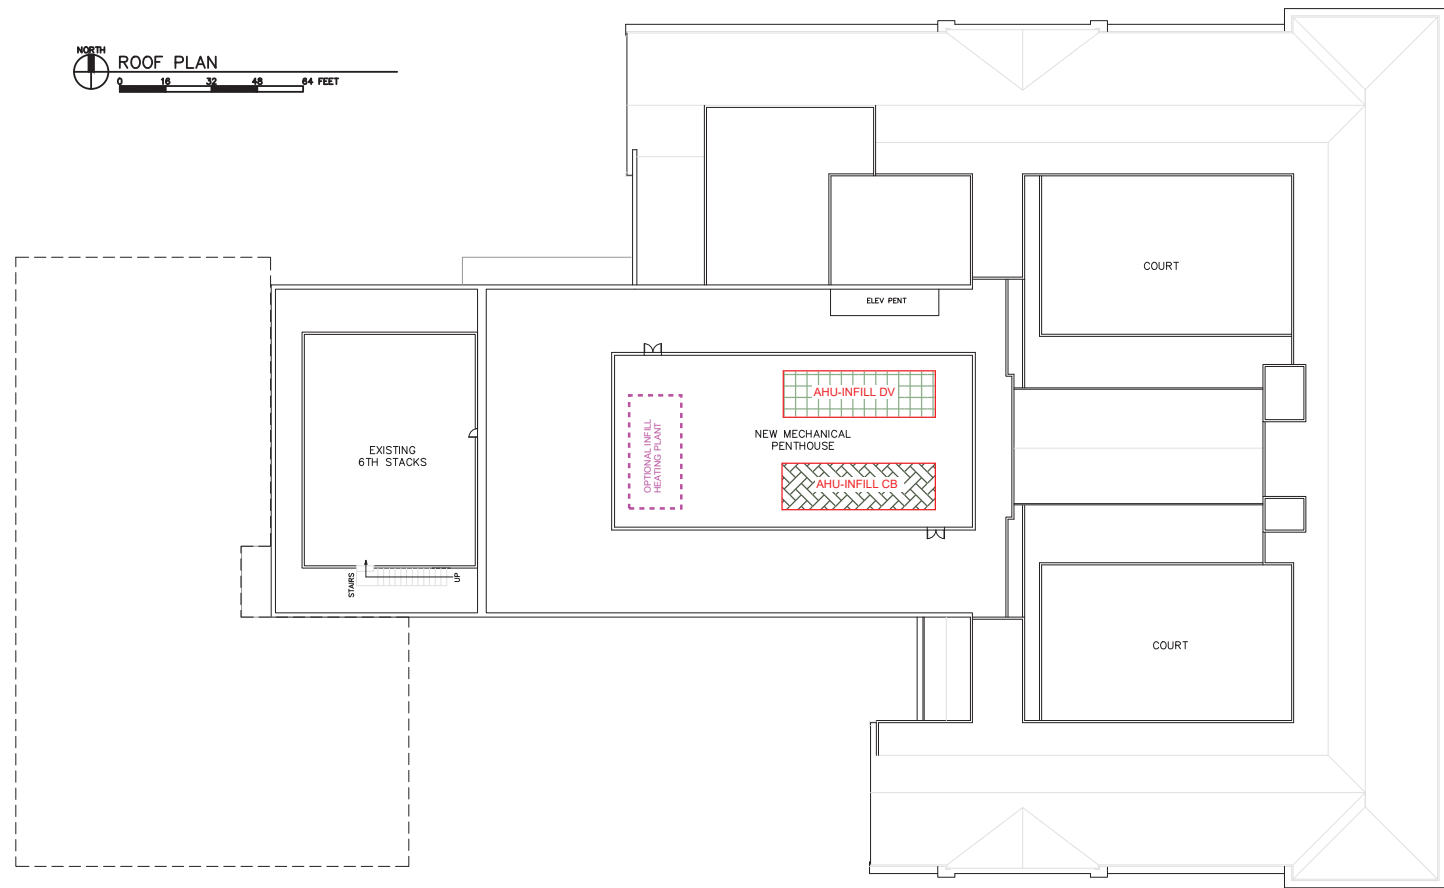 NORTH
ROOF PLAN
0 16 32 48 64 FEET
COURT
ELEV PENT
AHU-INFILL DV
NEW MECHANICAL
PENTHOUSE
OPTIONAL INFILL
HEATING PLANT
EXISTING
6TH STACKS
AHU-INFILL CB
STAIRS
UP
COURT